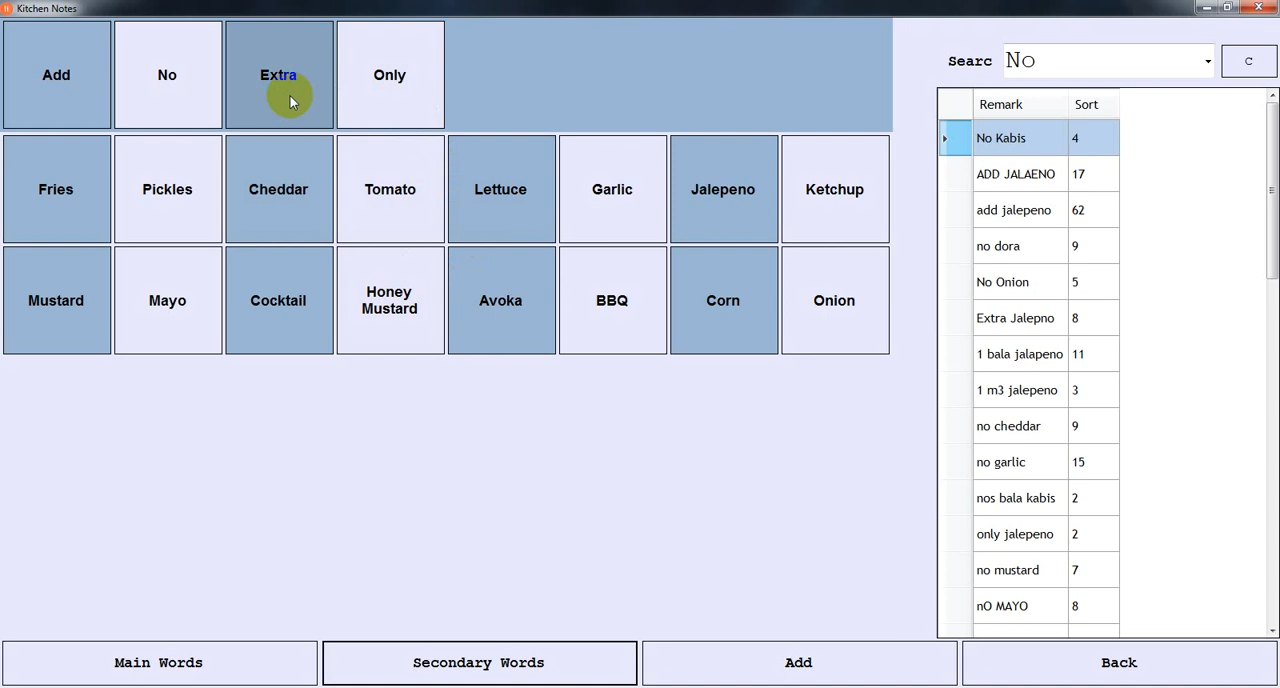 Kitchen Notes
Add
No
Extra
Only
Searc
No
C
Fries
Pickles
Cheddar
Tomato
Lettuce
Garlic
Jalepeno
Ketchup
Mustard
Mayo
Cocktail
Honey
Mustard
Avoka
BBQ
Corn
Onion
Remark Sort
No Kabis 4
ADD JALAENO 17
add jalepeno 62
no dora 9
No Onion 5
Extra Jalepno 8
1 bala jalapeno 11
1 m3 jalepeno 3
no cheddar 9
no garlic 15
nos bala kabis 2
only jalepeno 2
no mustard 7
nO MAYO 8
Main Words
Secondary Words
Add
Back